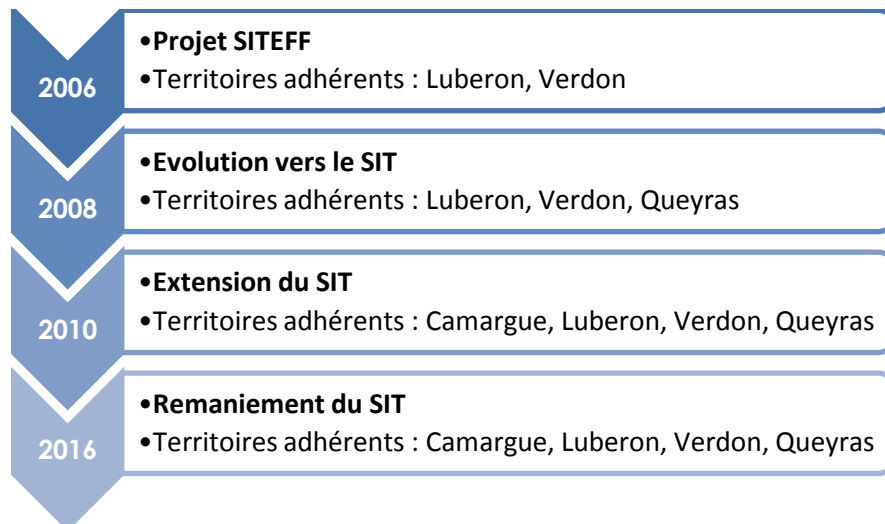 2006
•Projet SITEFF
•Territoires adhérents : Luberon, Verdon
2008
•Evolution vers le SIT
•Territoires adhérents : Luberon, Verdon, Queyras
2010
•Extension du SIT
•Territoires adhérents : Camargue, Luberon, Verdon, Queyras
2016
•Remaniement du SIT
•Territoires adhérents : Camargue, Luberon, Verdon, Queyras